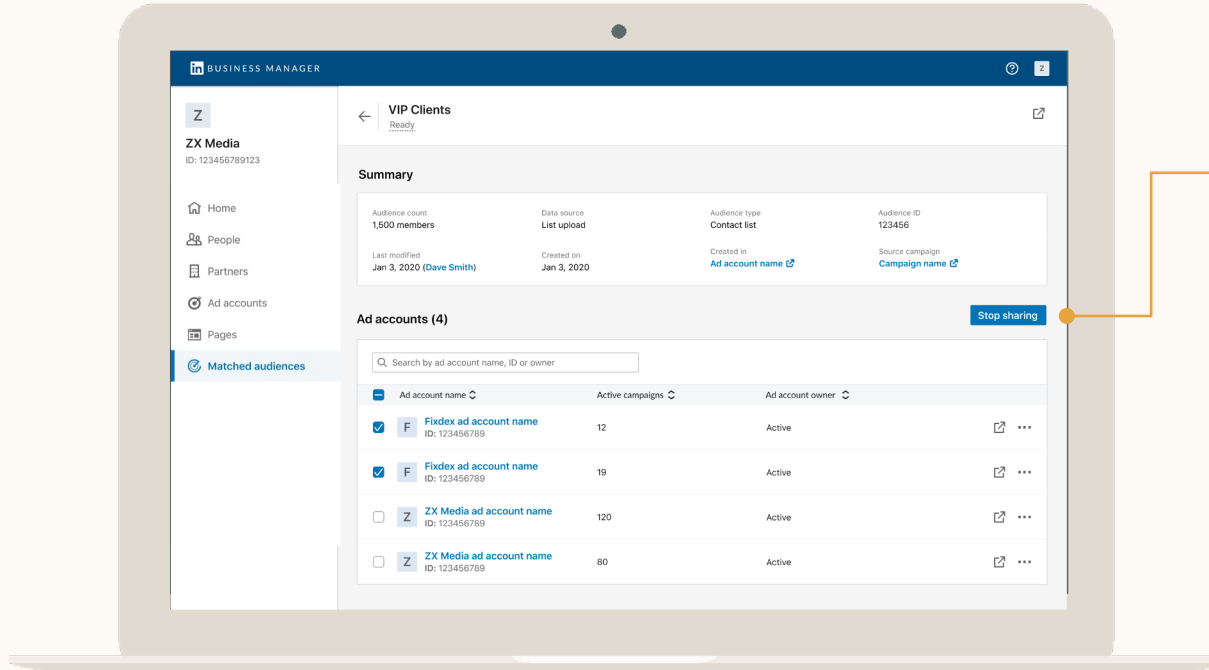 in BUSINESS MANAGER
? Z
Z
ZX Media
ID: 123456789123
Home
People
Partners
Ad accounts
Pages
Matched audiences
VIP Clients
Ready
Summary
Audience count Data source Audience type Audience ID
1,500 members List upload Contact list 123456
Last modified Created on Created in Source campaign
Jan 3, 2020 (Dave Smith) Jan 3, 2020 Ad account name Campaign name
Ad accounts (4) Stop sharing
Search by ad account name, ID or owner
Ad account name Active campaigns Ad account owner
F Fixdex ad account name 12 Active
ID: 123456789
F Fixdex ad account name 19 Active
ID: 123456789
Z ZX Media ad account name 120 Active
ID: 123456789
Z ZX Media ad account name 80 Active
ID: 123456789